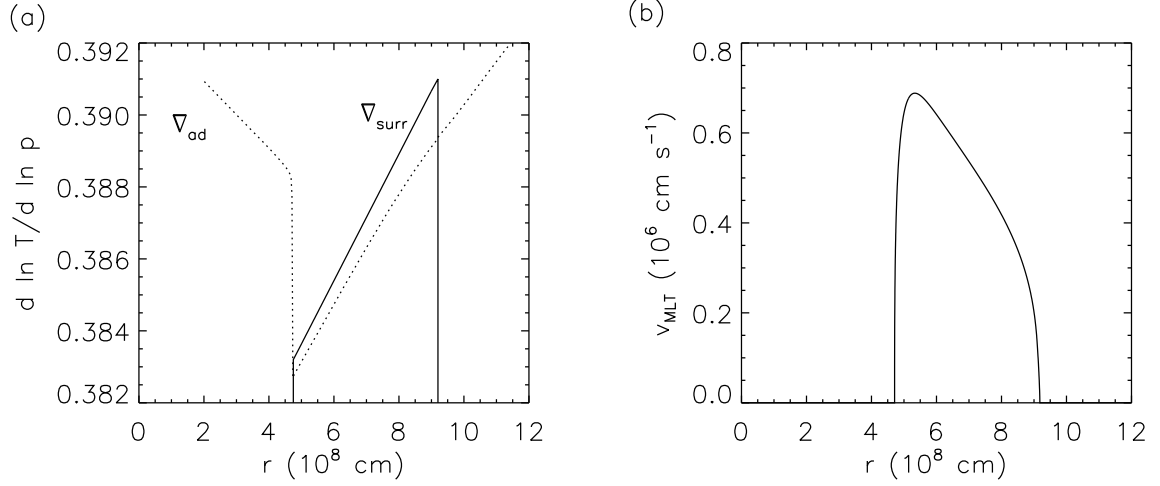 (a)
0.392
0.390
0.388
0.386
0.384
0.382
d ln T/d ln p
∇ad
∇surr
0 2 4 6 8 10 12
r (10⁸ cm)
(b)
0.8
0.6
0.4
0.2
0.0
vMLT (10⁶ cm s⁻¹)
0 2 4 6 8 10 12
r (10⁸ cm)